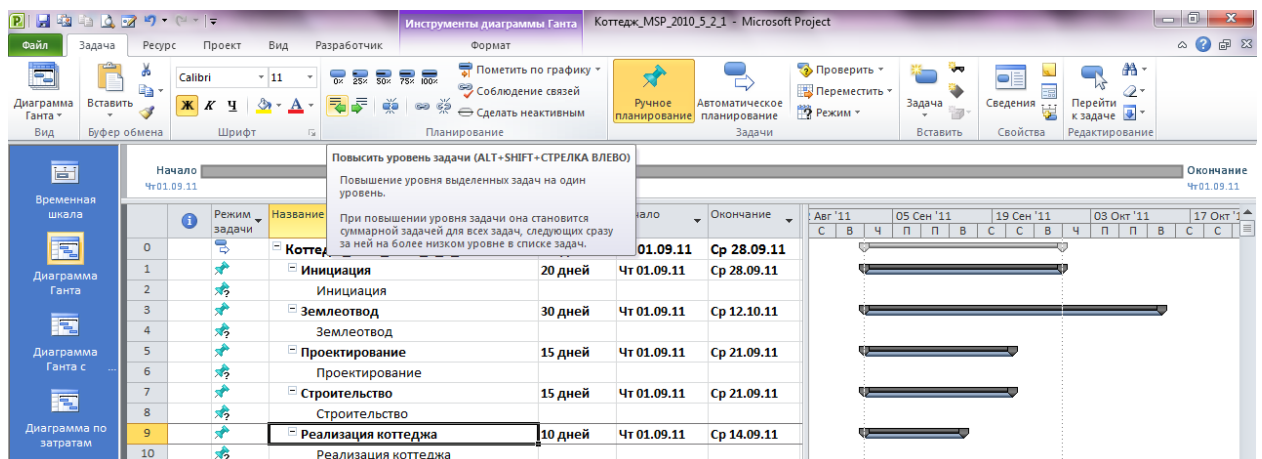 Инструменты диаграммы Ганта
Коттедж_MSP_2010_5_2_1 - Microsoft Project
Файл Задача Ресурс Проект Вид Разработчик Формат
Calibri 11
0% 25% 50% 75% 100%
Пометить по графику
Соблюдение связей
Сделать неактивным
Диаграмма Ганта
Вставить
Ж К Ч
Ручное планирование
Автоматическое планирование
Проверить
Переместить
Режим
Задача
Сведения
Перейти к задаче
Вид Буфер обмена Шрифт Планирование Задачи Вставить Свойства Редактирование
Повысить уровень задачи (ALT+SHIFT+СТРЕЛКА ВЛЕВО)
Повышение уровня выделенных задач на один
уровень.
При повышении уровня задачи она становится
суммарной задачей для всех задач, следующих сразу
за ней на более низком уровне в списке задач.
Начало
Чт 01.09.11
Окончание
Чт 01.09.11
Временная
шкала
Диаграмма
Ганта
Диаграмма
Ганта с ...
Диаграмма по
затратам
Режим задачи Название Окончание
Авг '11 05 Сен '11 19 Сен '11 03 Окт '11 17 Окт '1
С В Ч П П В С С В Ч П П В С С
0 01.09.11 Ср 28.09.11
1 Инициация 20 дней Чт 01.09.11 Ср 28.09.11
2 Инициация
3 Землеотвод 30 дней Чт 01.09.11 Ср 12.10.11
4 Землеотвод
5 Проектирование 15 дней Чт 01.09.11 Ср 21.09.11
6 Проектирование
7 Строительство 15 дней Чт 01.09.11 Ср 21.09.11
8 Строительство
9 Реализация коттеджа 10 дней Чт 01.09.11 Ср 14.09.11
10 Реализация коттеджа